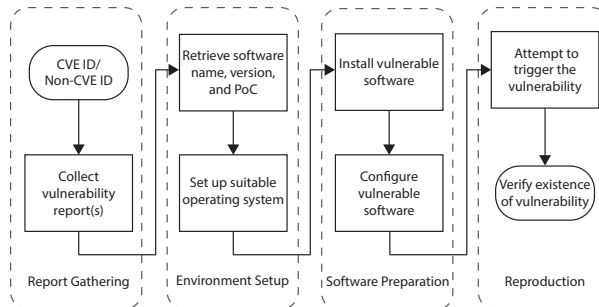 CVE ID/
Non-CVE ID
Collect
vulnerability
report(s)
Report Gathering
Retrieve software
name, version,
and PoC
Set up suitable
operating system
Environment Setup
Install vulnerable
software
Configure
vulnerable
software
Software Preparation
Attempt to
trigger the
vulnerability
Verify existence
of vulnerability
Reproduction